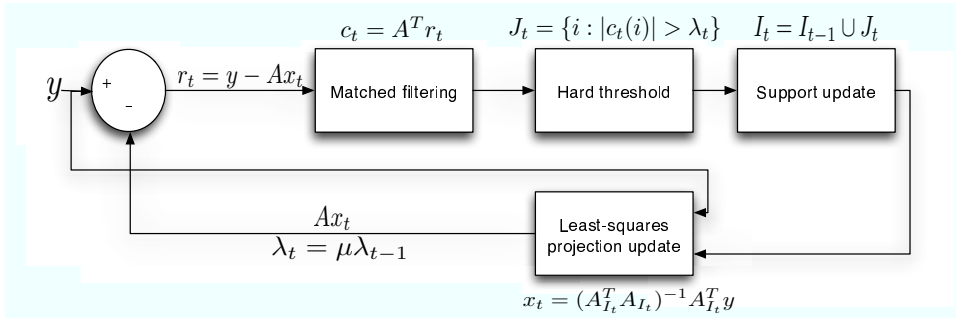 c_t = A^T r_t
J_t = {i : |c_t(i)| > λ_t}
I_t = I_{t−1} ∪ J_t
y
+
-
r_t = y − Ax_t
Matched filtering
Hard threshold
Support update
Ax_t
λ_t = μλ_{t−1}
Least-squares
projection update
x_t = (A_{I_t}^T A_{I_t})^{−1} A_{I_t}^T y